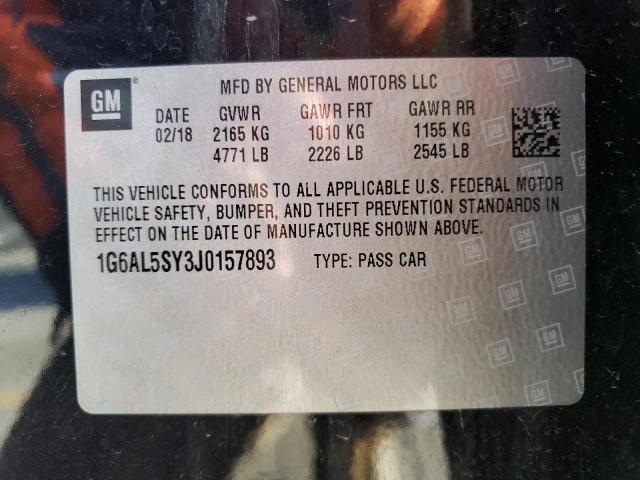 GM
MFD BY GENERAL MOTORS LLC
DATE GVWR GAWR FRT GAWR RR
02/18 2165 KG 1010 KG 1155 KG
4771 LB 2226 LB 2545 LB
THIS VEHICLE CONFORMS TO ALL APPLICABLE U.S. FEDERAL MOTOR
VEHICLE SAFETY, BUMPER, AND THEFT PREVENTION STANDARDS IN
EFFECT ON THE DATE OF MANUFACTURE SHOWN ABOVE.
1G6AL5SY3J0157893 TYPE: PASS CAR